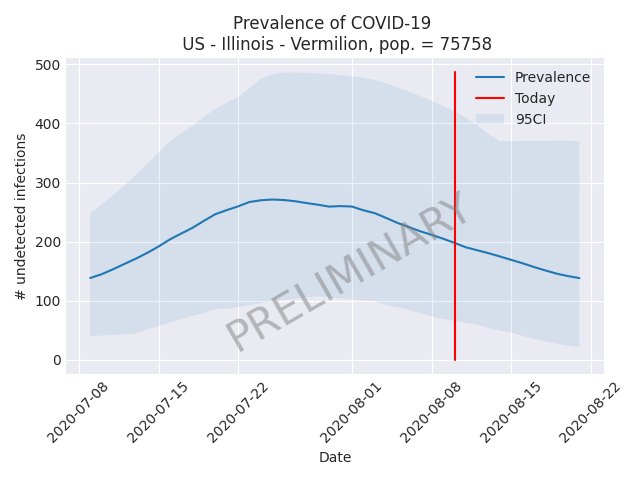 Prevalence of COVID-19
US - Illinois - Vermilion, pop. = 75758
# undetected infections
500
400
300
200
100
0
Prevalence
Today
95CI
PRELIMINARY
2020-07-08
2020-07-15
2020-07-22
2020-08-01
2020-08-08
2020-08-15
2020-08-22
Date